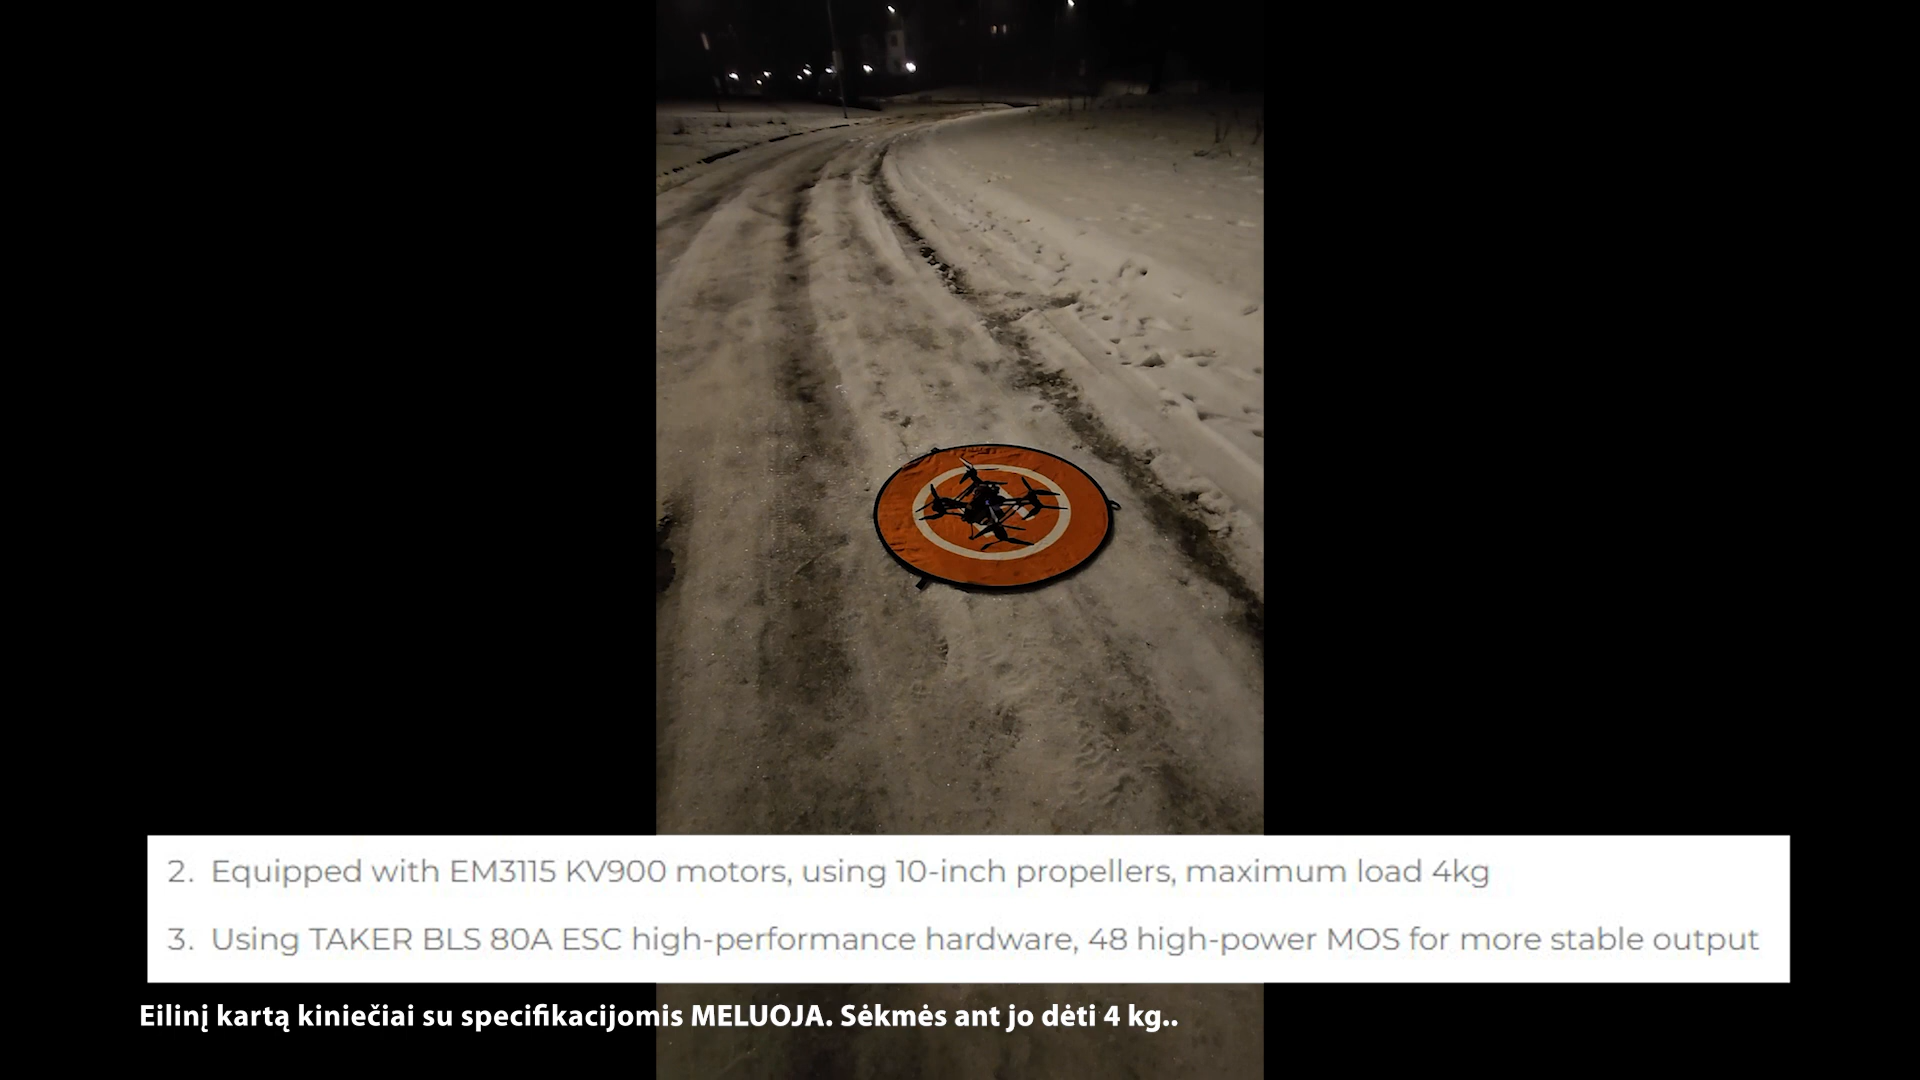 2. Equipped with EM3115 KV900 motors, using 10-inch propellers, maximum load 4kg
3. Using TAKER BLS 80A ESC high-performance hardware, 48 high-power MOS for more stable output
Eilinį kartą kiniečiai su specifikacijomis MELUOJA. Sėkmės ant jo dėti 4 kg..